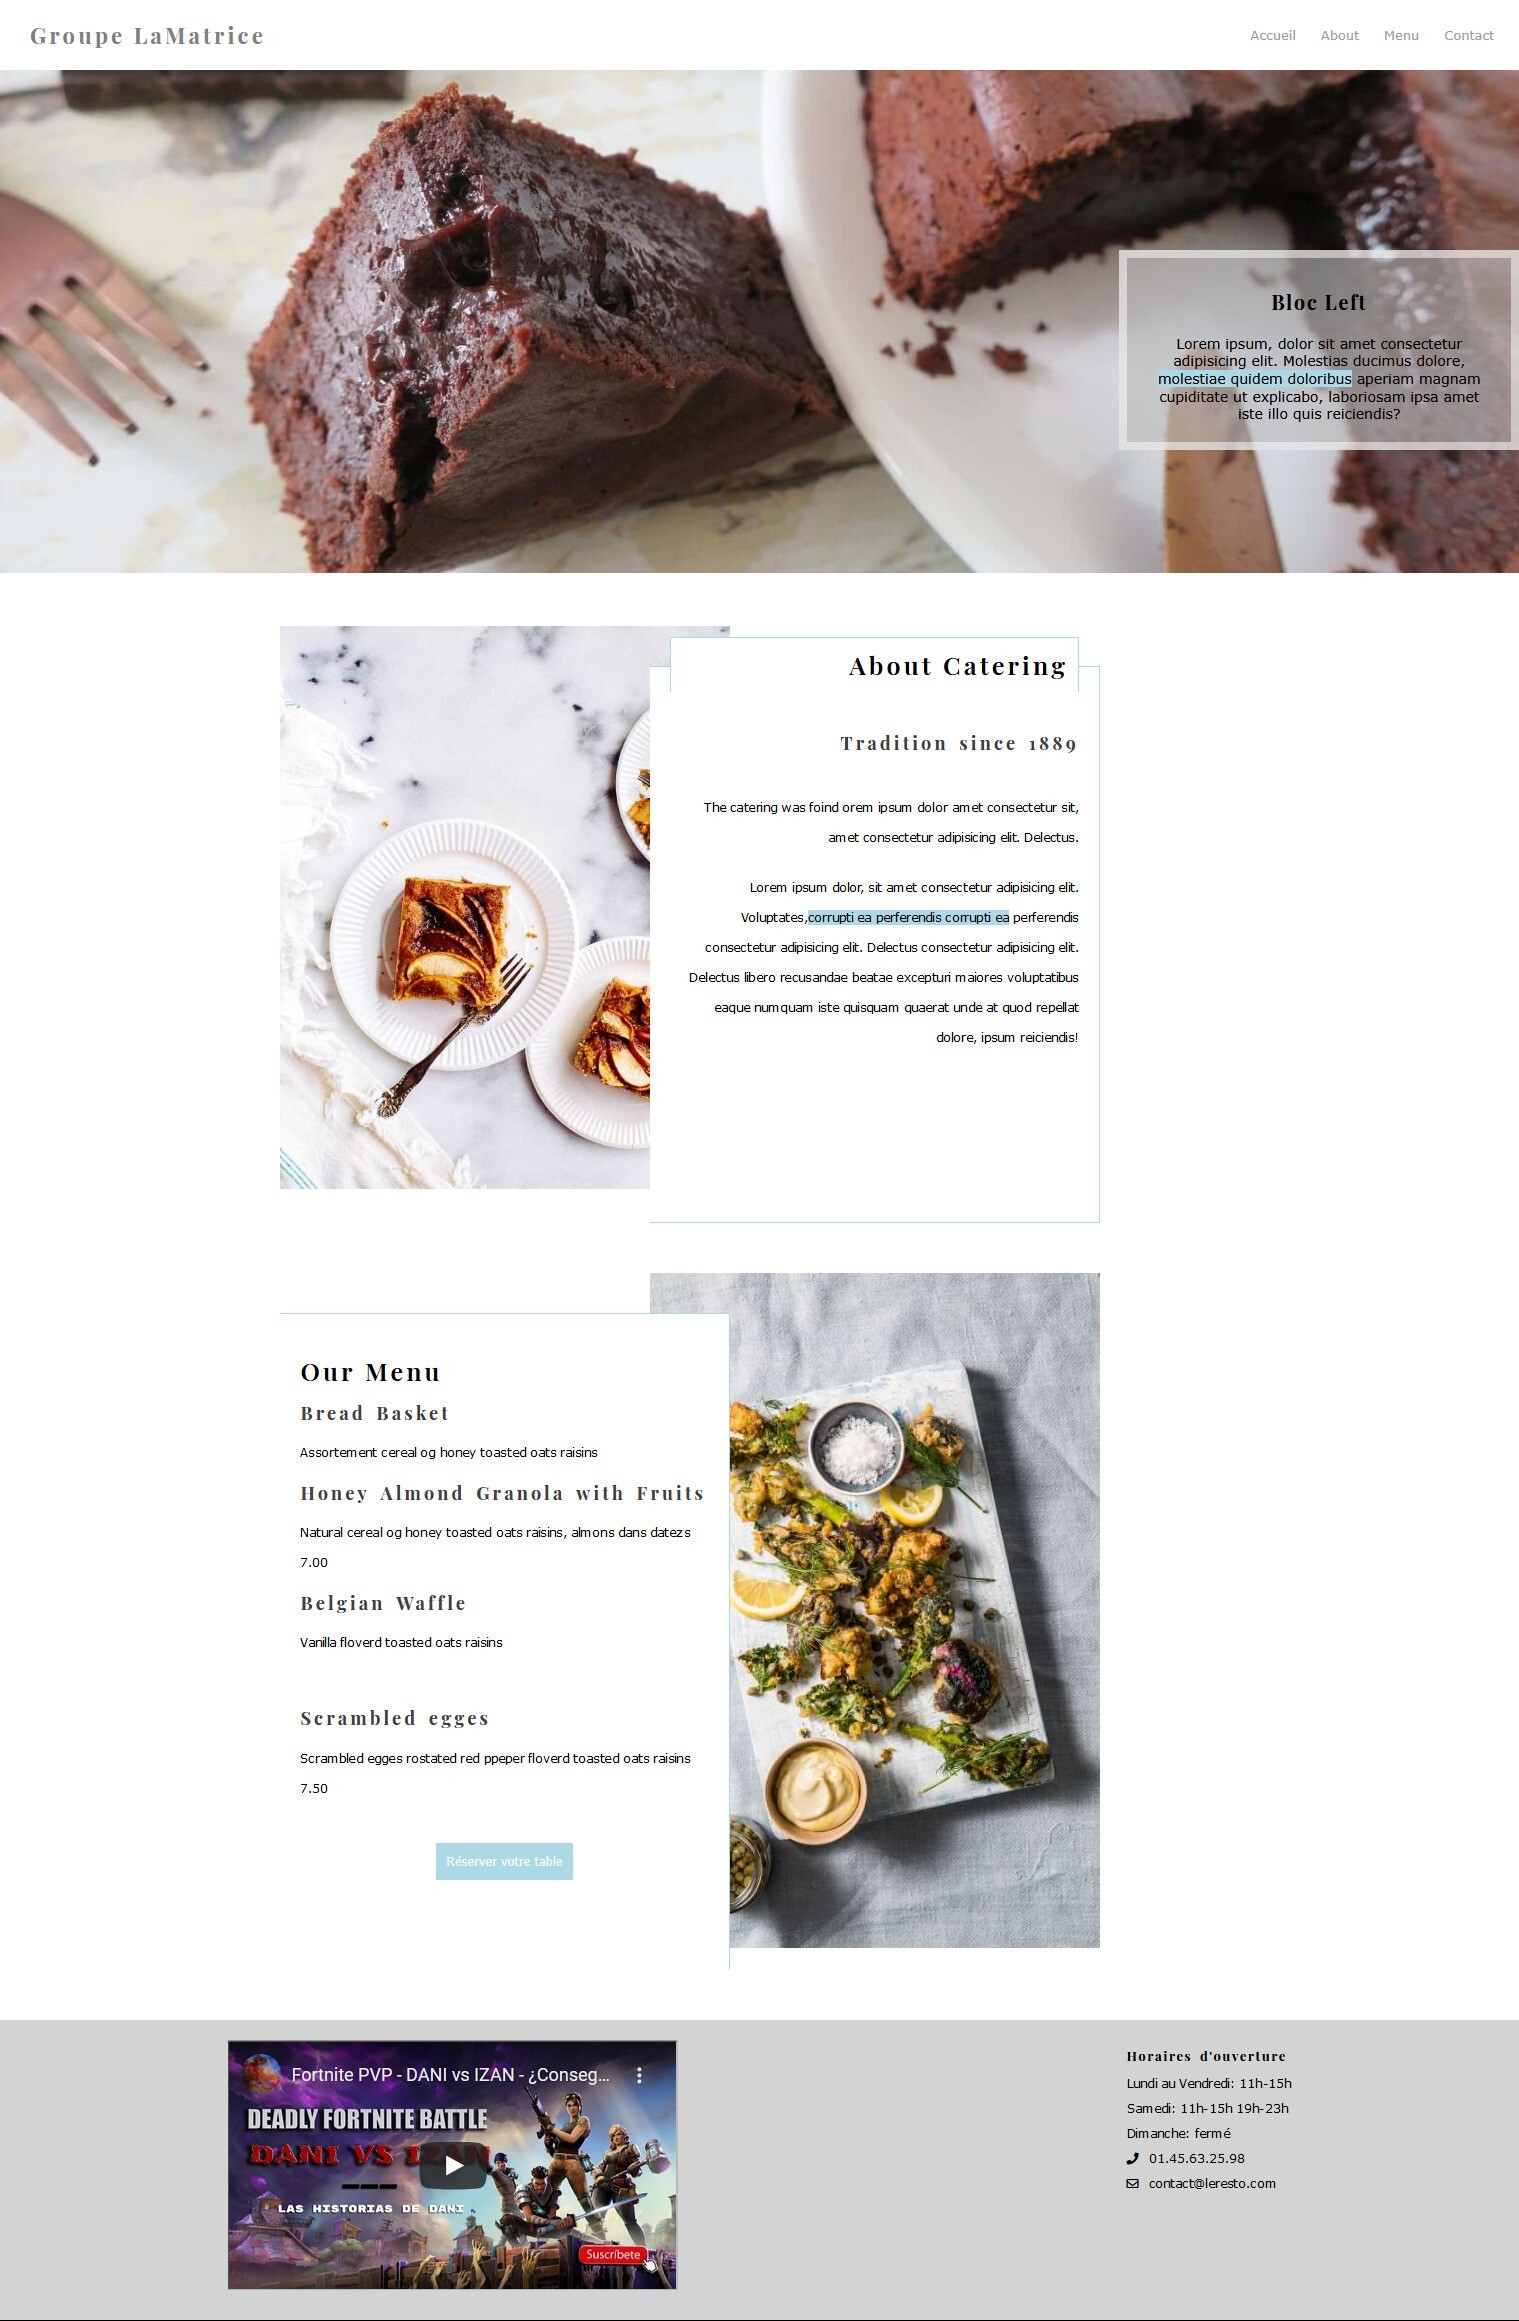 Groupe LaMatrice
Accueil About Menu Contact
Bloc Left
Lorem ipsum, dolor sit amet consectetur
adipisicing elit. Molestias ducimus dolore,
molestiae quidem doloribus aperiam magnam
cupiditate ut explicabo, laboriosam ipsa amet
iste illo quis reiciendis?
About Catering
Tradition since 1889
The catering was foind orem ipsum dolor amet consectetur sit,
amet consectetur adipisicing elit. Delectus.
Lorem ipsum dolor, sit amet consectetur adipisicing elit.
Voluptates,corrupti ea perferendis corrupti ea perferendis
consectetur adipisicing elit. Delectus consectetur adipisicing elit.
Delectus libero recusandae beatae excepturi maiores voluptatibus
eaque numquam iste quisquam quaerat unde at quod repellat
dolore, ipsum reiciendis!
Our Menu
Bread Basket
Assortement cereal og honey toasted oats raisins
Honey Almond Granola with Fruits
Natural cereal og honey toasted oats raisins, almons dans datezs
7.00
Belgian Waffle
Vanilla floverd toasted oats raisins
Scrambled egges
Scrambled egges rostated red ppeper floverd toasted oats raisins
7.50
Réserver votre table
Fortnite PVP - DANI vs IZAN - ¿Conseg...
DEADLY FORTNITE BATTLE
DANI VS IZAN
LAS HISTORIAS DE DANI
Suscríbete
Horaires d'ouverture
Lundi au Vendredi: 11h-15h
Samedi: 11h-15h 19h-23h
Dimanche: fermé
01.45.63.25.98
contact@leresto.com